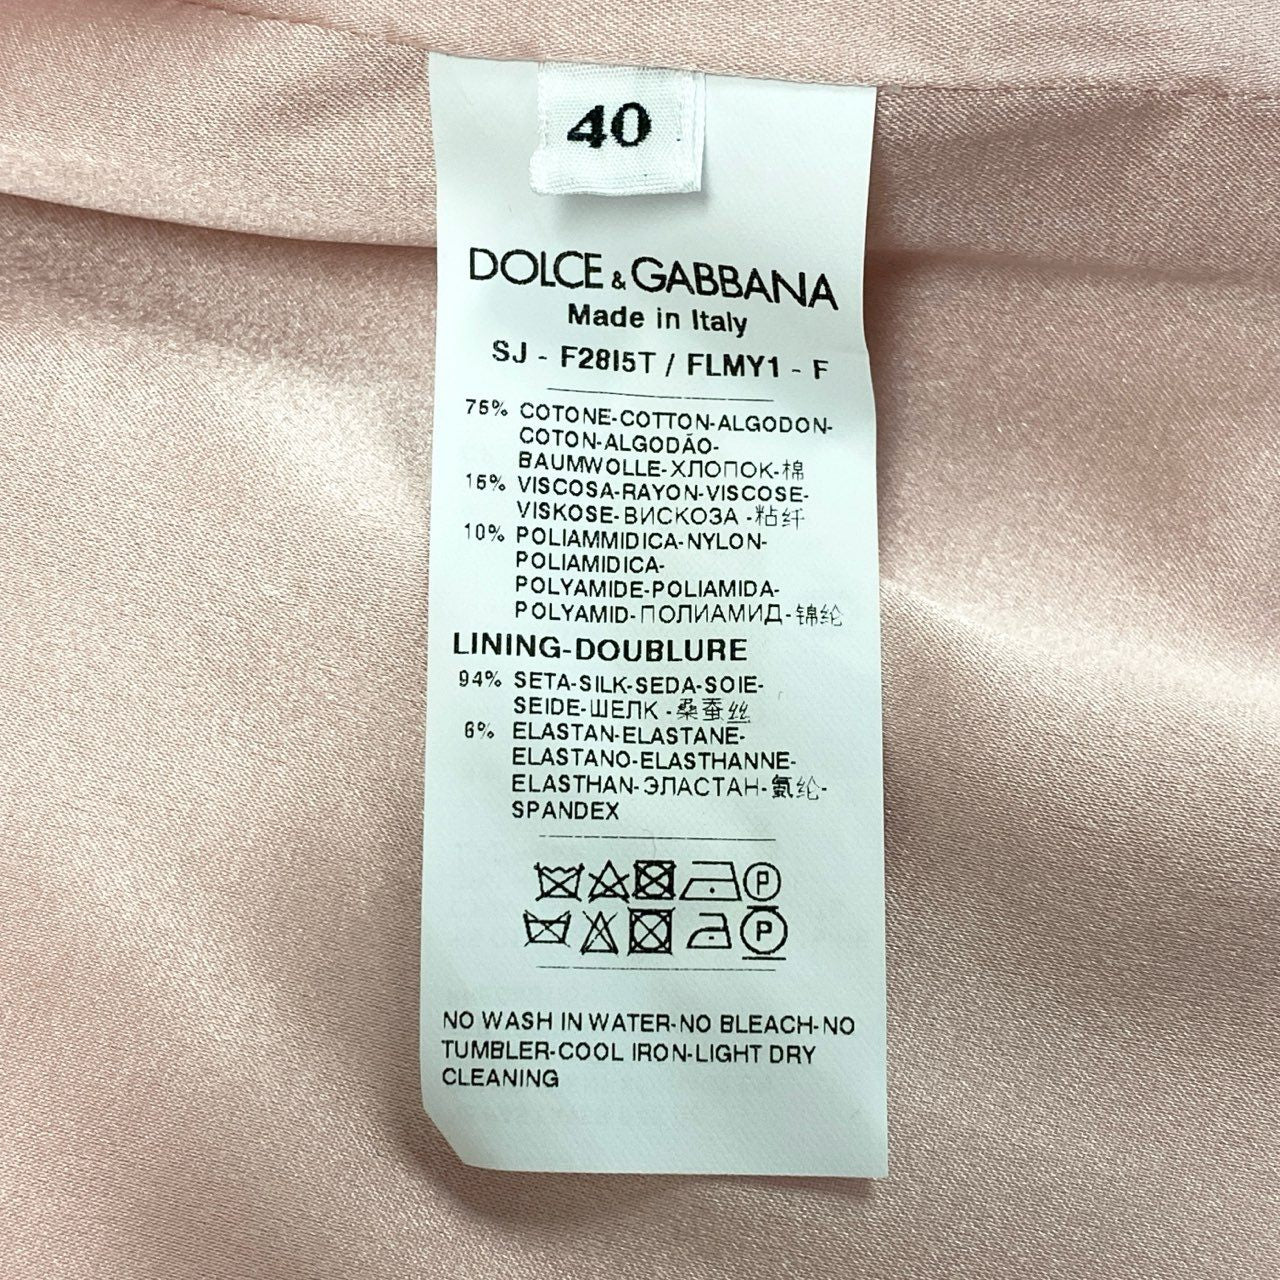 40
DOLCE & GABBANA
Made in Italy
SJ - F28I5T / FLMY1 - F
75% COTONE-COTTON-ALGODON-
COTON-ALGODÃO-
BAUMWOLLE-ХЛОПОК-棉
15% VISCOSA-RAYON-VISCOSE-
VISKOSE-ВИСКОЗА -粘纤
10% POLIAMMIDICA-NYLON-
POLIAMIDICA-
POLYAMIDE-POLIAMIDA-
POLYAMID-ПОЛИАМИД-锦纶
LINING-DOUBLURE
94% SETA-SILK-SEDA-SOIE-
SEIDE-ШЕЛК -桑蚕丝
6% ELASTAN-ELASTANE-
ELASTANO-ELASTHANNE-
ELASTHAN-ЭЛАСТАН-氨纶-
SPANDEX
P
P
NO WASH IN WATER-NO BLEACH-NO
TUMBLER-COOL IRON-LIGHT DRY
CLEANING